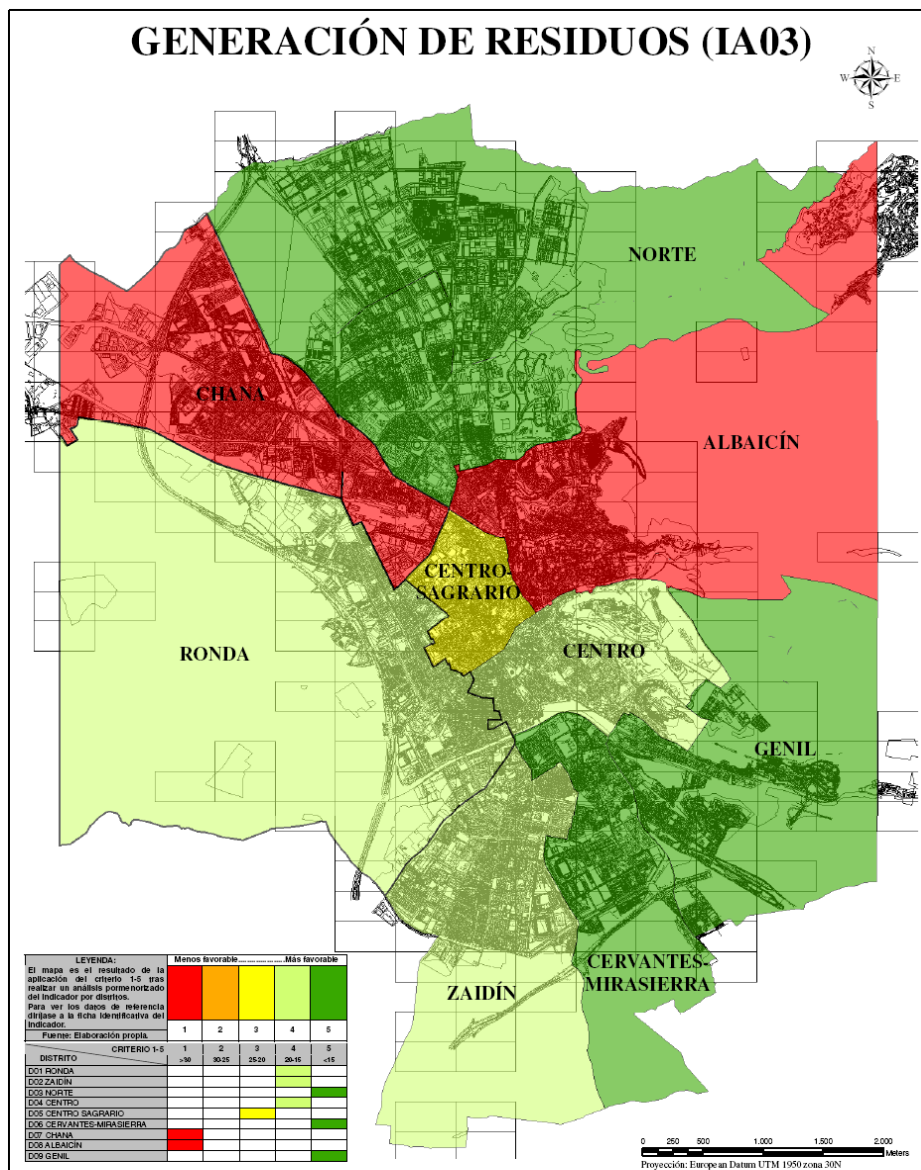 GENERACIÓN DE RESIDUOS (IA03)
N
W E
S
NORTE
CHANA
ALBAICÍN
CENTRO-
SAGRARIO
RONDA
CENTRO
GENIL
CERVANTES-
MIRASIERRA
ZAIDÍN
LEYENDA:
El mapa es el resultado de la
aplicación del criterio 1-5 tras
realizar un análisis pormenorizado
del indicador por distritos.
Para ver los datos de referencia
diríjase a la ficha identificativa del
indicador.
Fuente: Elaboración propia.
Menos favorable....................Más favorable
1 2 3 4 5
CRITERIO 1-5 1 2 3 4 5
DISTRITO >30 30-25 25-20 20-15 <15
D01 RONDA
D02 ZAIDÍN
D03 NORTE
D04 CENTRO
D05 CENTRO SAGRARIO
D06 CERVANTES-MIRASIERRA
D07 CHANA
D08 ALBAICÍN
D09 GENIL
0 250 500 1.000 1.500 2.000
Meters
Proyección: European Datum UTM 1950 zona 30N